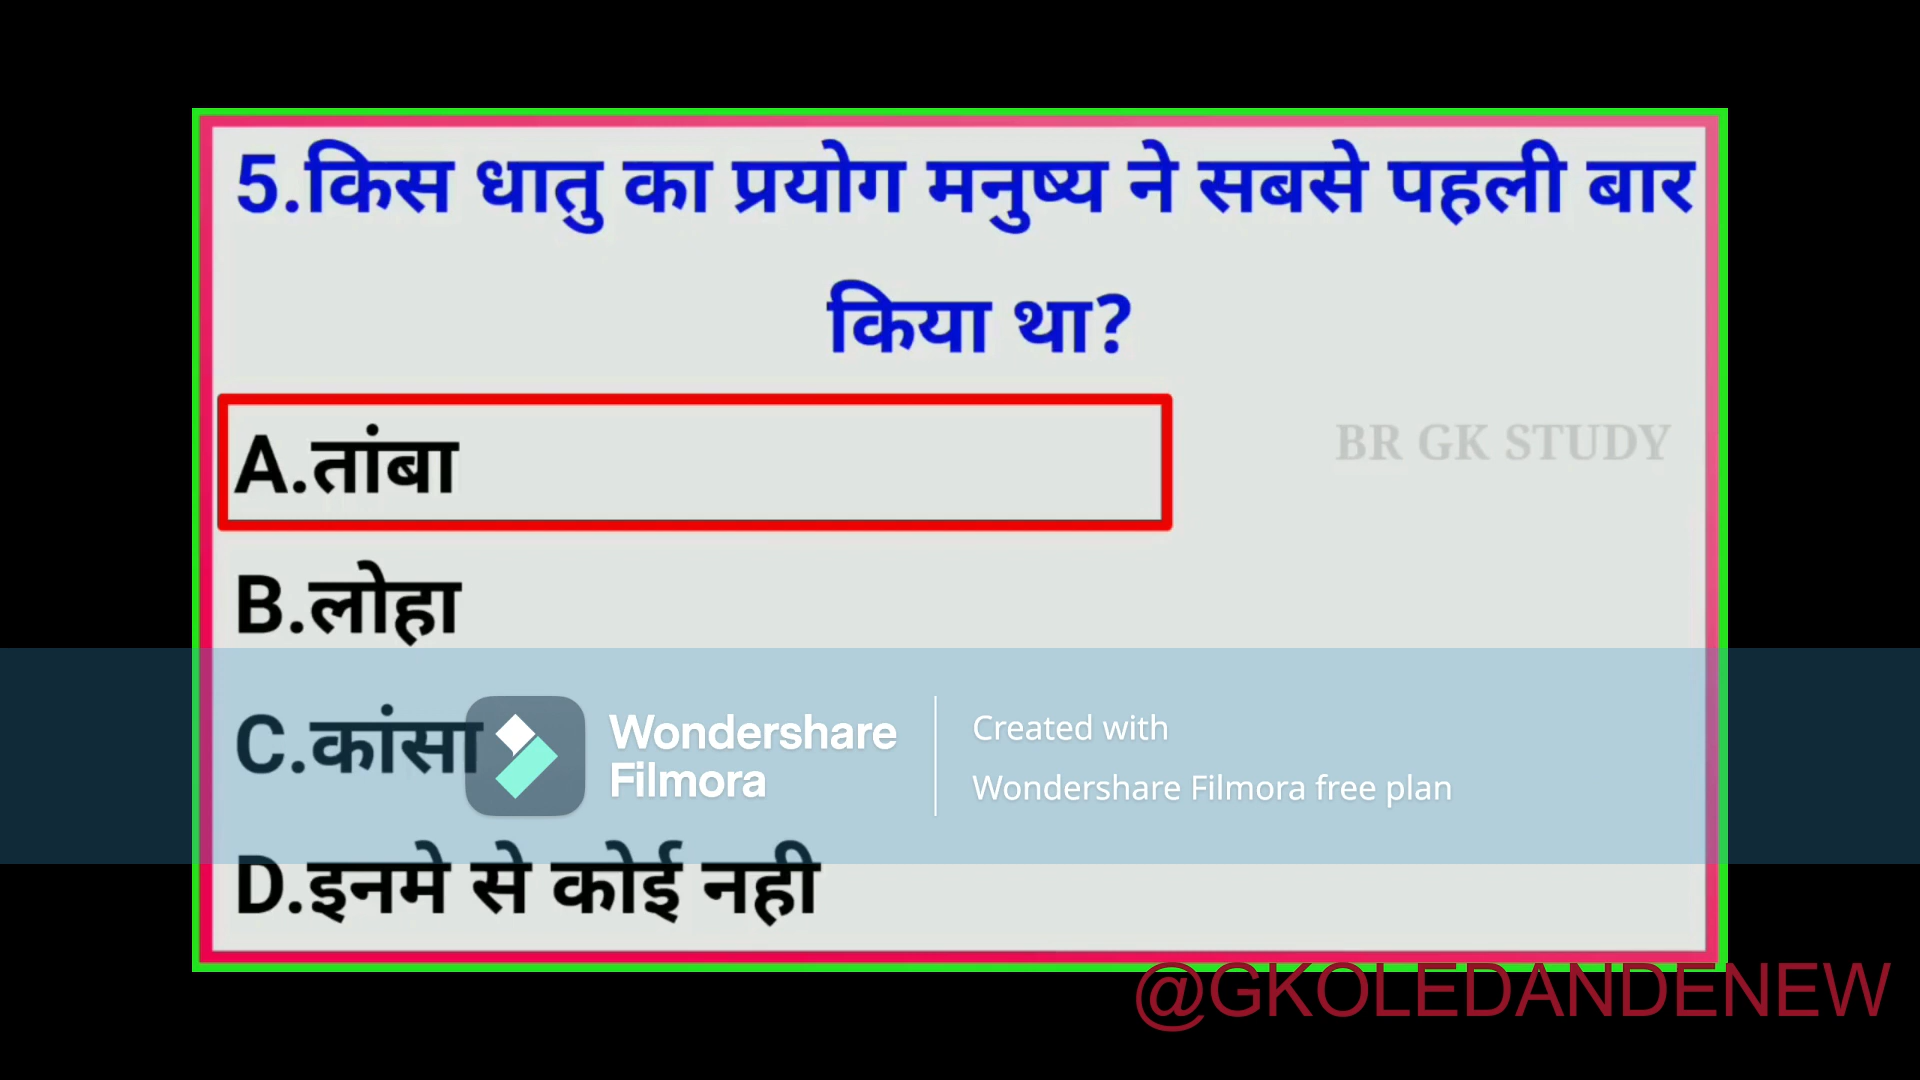 5.किस धातु का प्रयोग मनुष्य ने सबसे पहली बार
किया था?
A.तांबा
BR GK STUDY
B.लोहा
C.कांसा
Wondershare
Filmora
Created with
Wondershare Filmora free plan
D.इनमे से कोई नही
@GKOLEDANDENEW